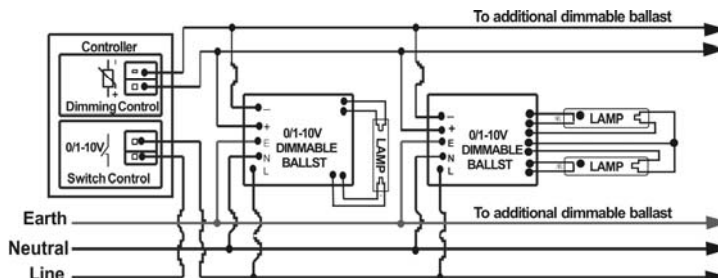 To additional dimmable ballast
Controller
Dimming Control
0/1-10V
Switch Control
−
+
E
N
L
0/1-10V
DIMMABLE
BALLST
LAMP
−
+
E
N
L
0/1-10V
DIMMABLE
BALLST
LAMP
LAMP
Earth
To additional dimmable ballast
Neutral
Line